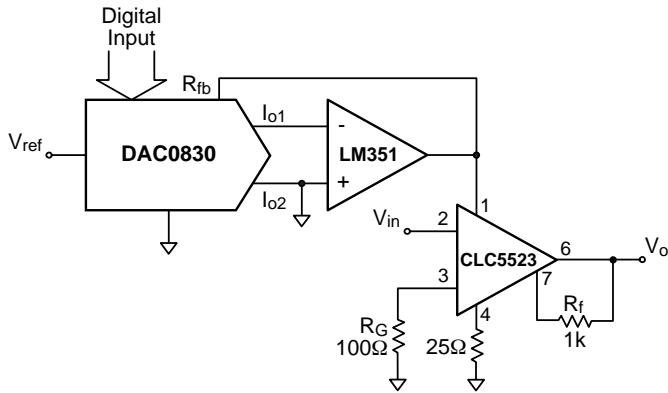 Digital
Input
Rfb
Io1
Vref
DAC0830
-
LM351
+
Io2
Vin
2
1
CLC5523
6
Vo
3
7
4
RG
100Ω
25Ω
Rf
1k